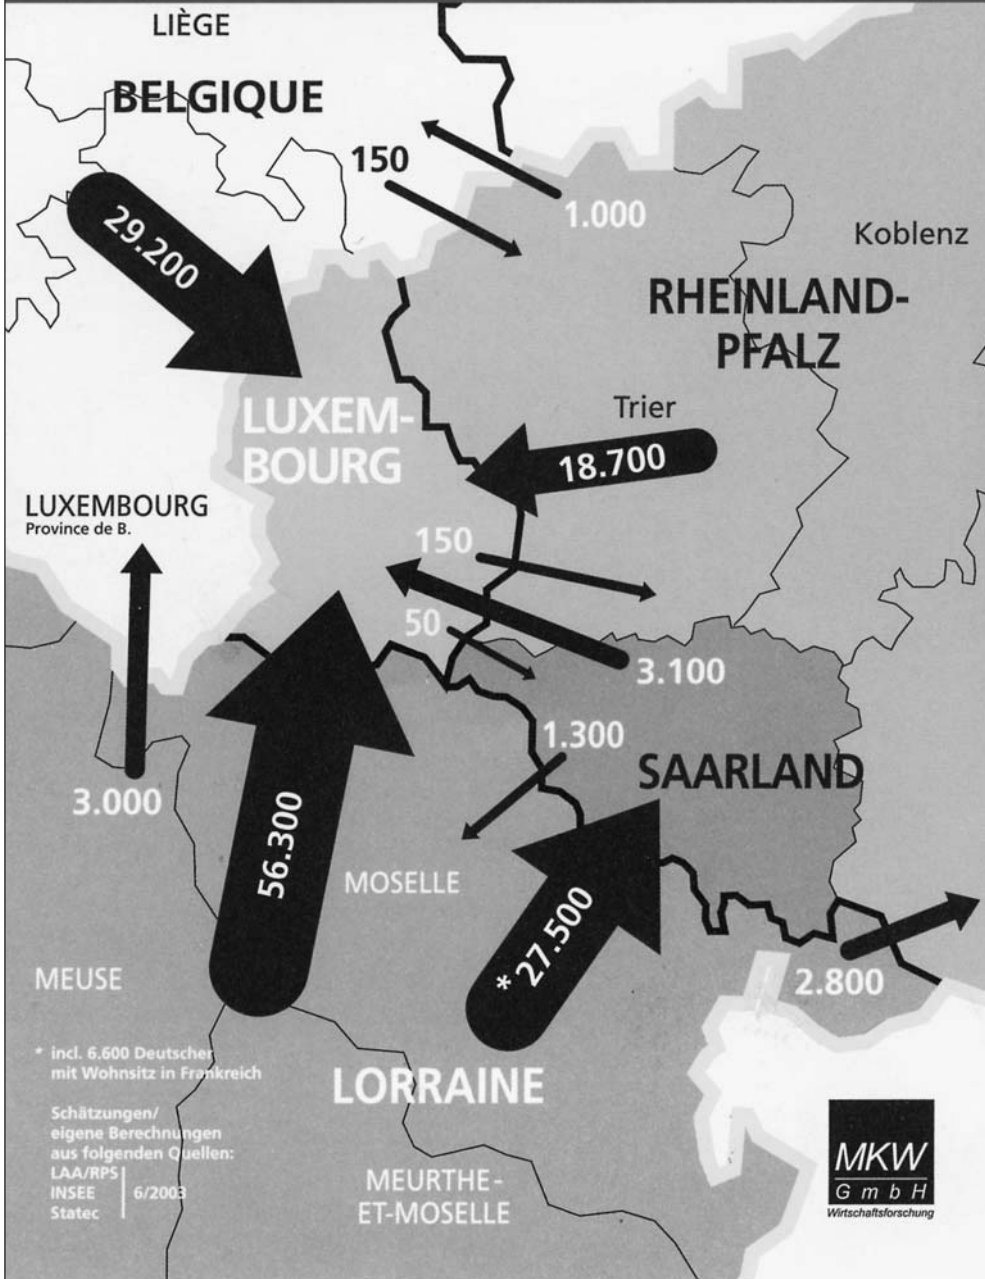 LIÈGE
BELGIQUE
150
1.000
29.200
Koblenz
RHEINLAND-
PFALZ
Trier
LUXEM-
BOURG
18.700
LUXEMBOURG
Province de B.
150
50
3.100
1.300
SAARLAND
3.000
56.300
MOSELLE
* 27.500
MEUSE
2.800
* incl. 6.600 Deutscher
mit Wohnsitz in Frankreich
LORRAINE
Schätzungen/
eigene Berechnungen
aus folgenden Quellen:
LAA/RPS
INSEE 6/2003
Statec
MEURTHE-
ET-MOSELLE
MKW
GmbH
Wirtschaftsforschung